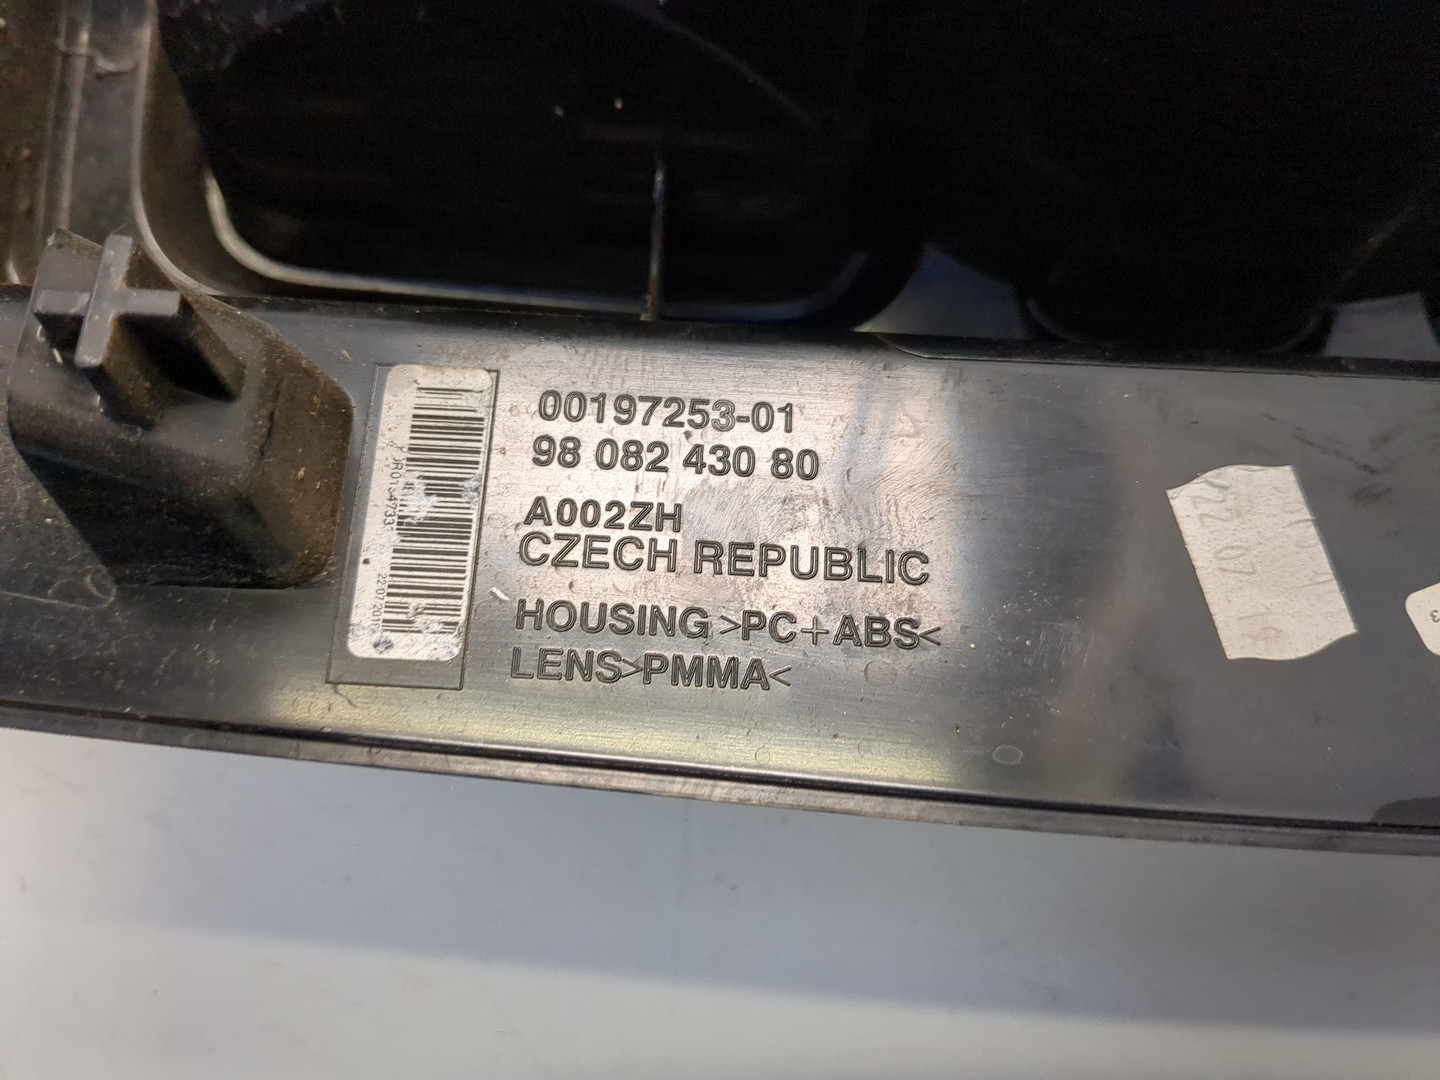 00197253-01
98 082 430 80
A002ZH
CZECH REPUBLIC
HOUSING >PC+ABS<
LENS>PMMA<